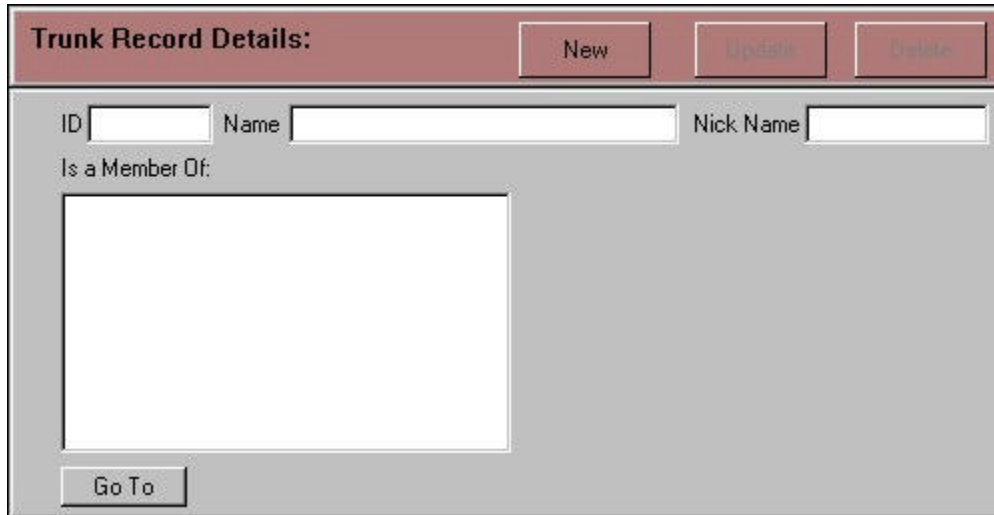 Trunk Record Details: New Update Delete
ID Name Nick Name
Is a Member Of:
Go To